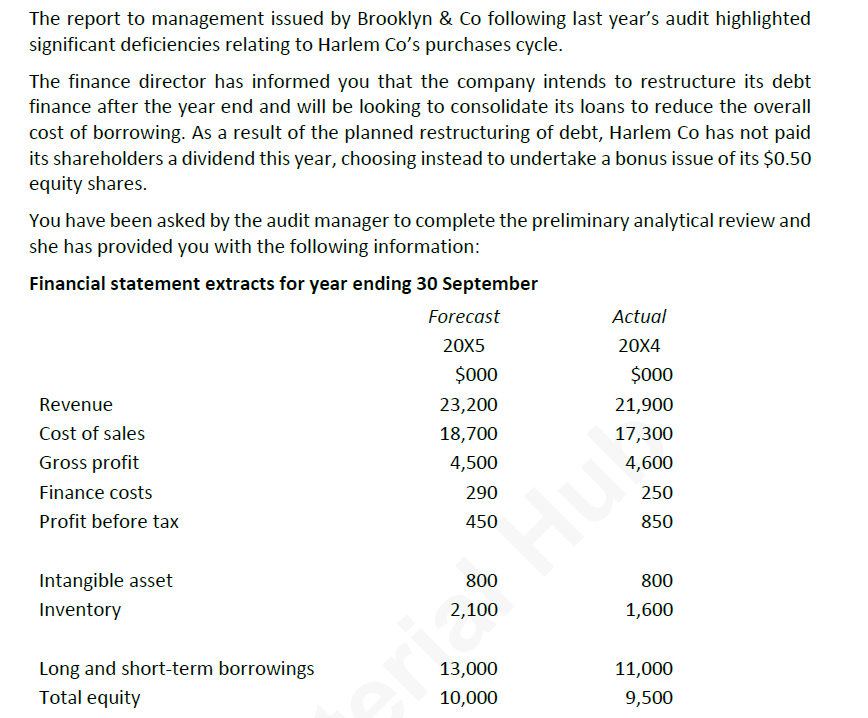 The report to management issued by Brooklyn & Co following last year’s audit highlighted
significant deficiencies relating to Harlem Co’s purchases cycle.
The finance director has informed you that the company intends to restructure its debt
finance after the year end and will be looking to consolidate its loans to reduce the overall
cost of borrowing. As a result of the planned restructuring of debt, Harlem Co has not paid
its shareholders a dividend this year, choosing instead to undertake a bonus issue of its $0.50
equity shares.
You have been asked by the audit manager to complete the preliminary analytical review and
she has provided you with the following information:
Financial statement extracts for year ending 30 September
Forecast Actual
20X5 20X4
$000 $000
Revenue 23,200 21,900
Cost of sales 18,700 17,300
Gross profit 4,500 4,600
Finance costs 290 250
Profit before tax 450 850
Intangible asset 800 800
Inventory 2,100 1,600
Long and short-term borrowings 13,000 11,000
Total equity 10,000 9,500